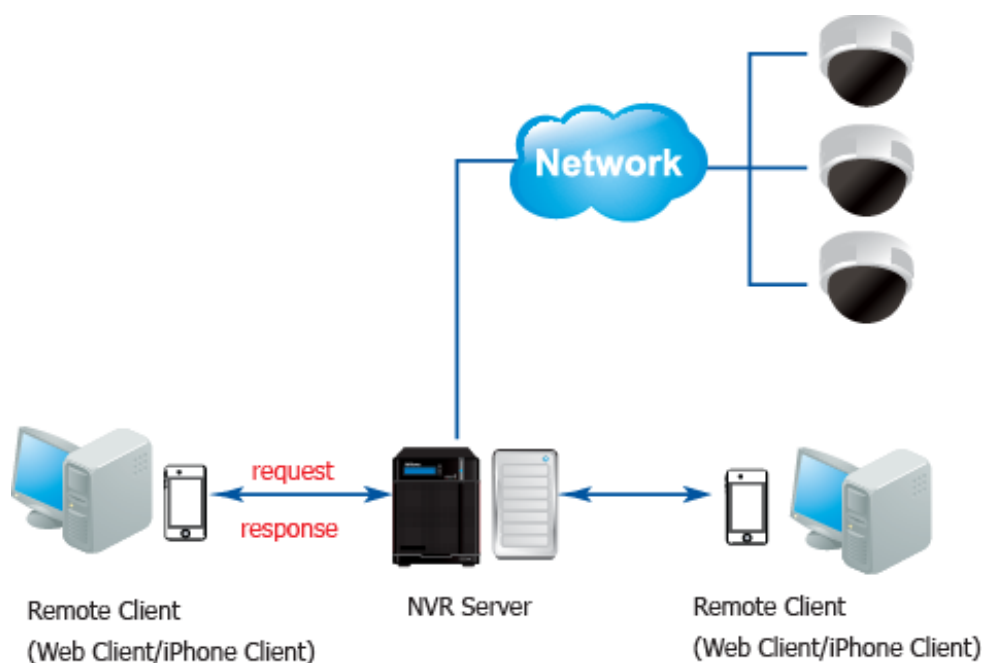 Network
request
response
Remote Client
(Web Client/iPhone Client)
NVR Server
Remote Client
(Web Client/iPhone Client)